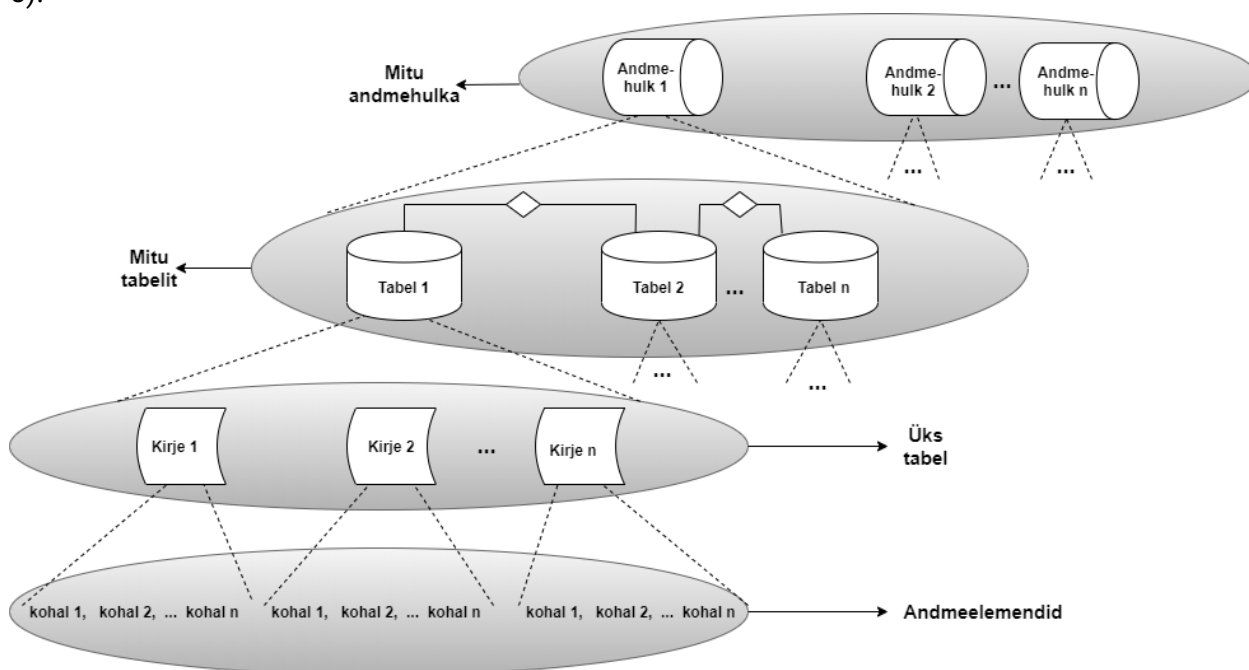 Andme-
hulk 1
Andme-
hulk 2
...
Andme-
hulk n
Mitu
andmehulka
...
...
Mitu
tabelit
Tabel 1
Tabel 2
...
Tabel n
...
...
Kirje 1
Kirje 2
...
Kirje n
Üks
tabel
kohal 1, kohal 2, ... kohal n
kohal 1, kohal 2, ... kohal n
kohal 1, kohal 2, ... kohal n
Andmeelemendid